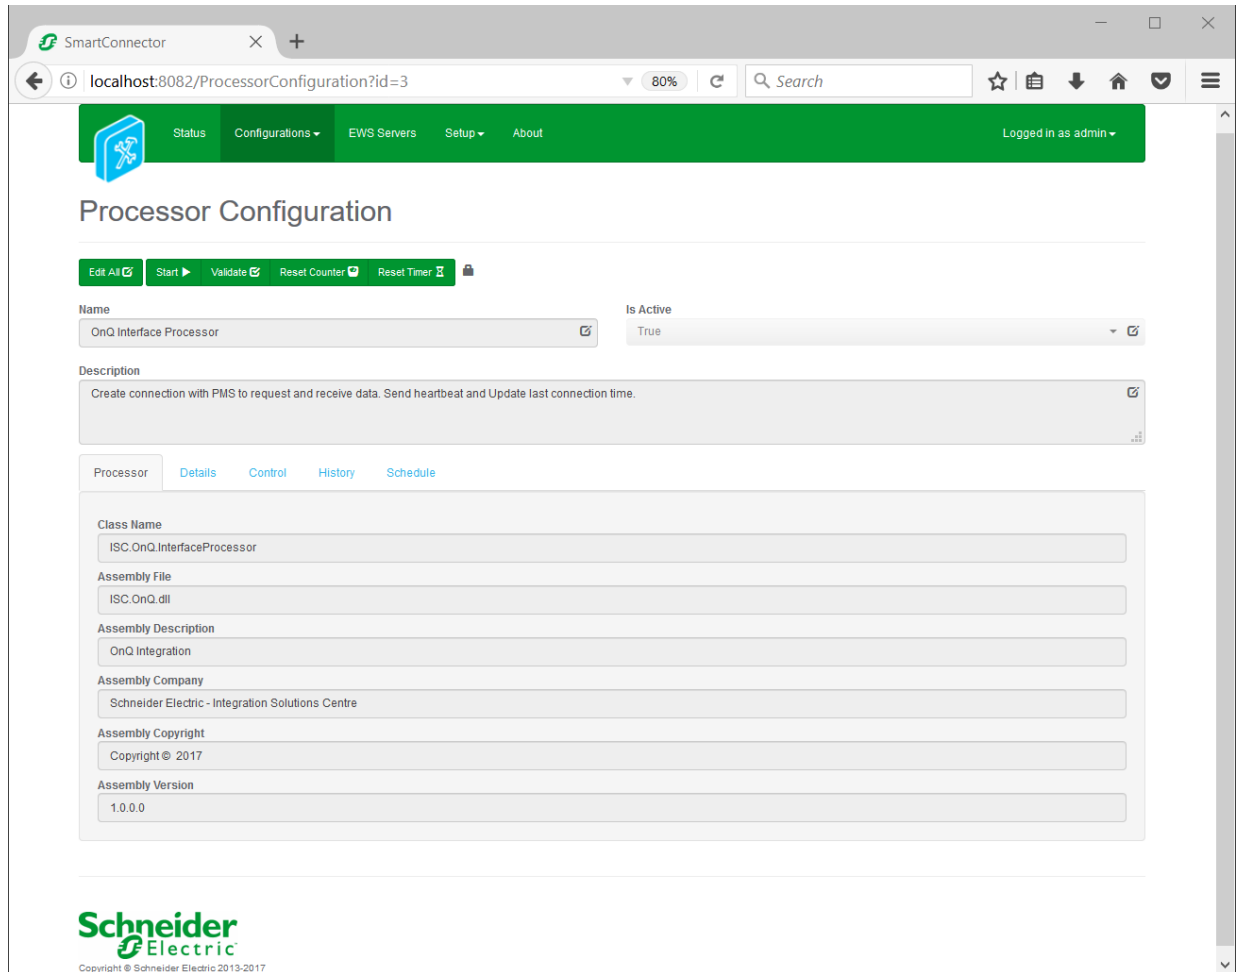 SmartConnector
localhost:8082/ProcessorConfiguration?id=3
80%
Search
Status Configurations EWS Servers Setup About Logged in as admin
Processor Configuration
Edit All Start Validate Reset Counter Reset Timer
Name Is Active
OnQ Interface Processor True
Description
Create connection with PMS to request and receive data. Send heartbeat and Update last connection time.
Processor Details Control History Schedule
Class Name
ISC.OnQ.InterfaceProcessor
Assembly File
ISC.OnQ.dll
Assembly Description
OnQ Integration
Assembly Company
Schneider Electric - Integration Solutions Centre
Assembly Copyright
Copyright © 2017
Assembly Version
1.0.0.0
Schneider
Electric
Copyright © Schneider Electric 2013-2017